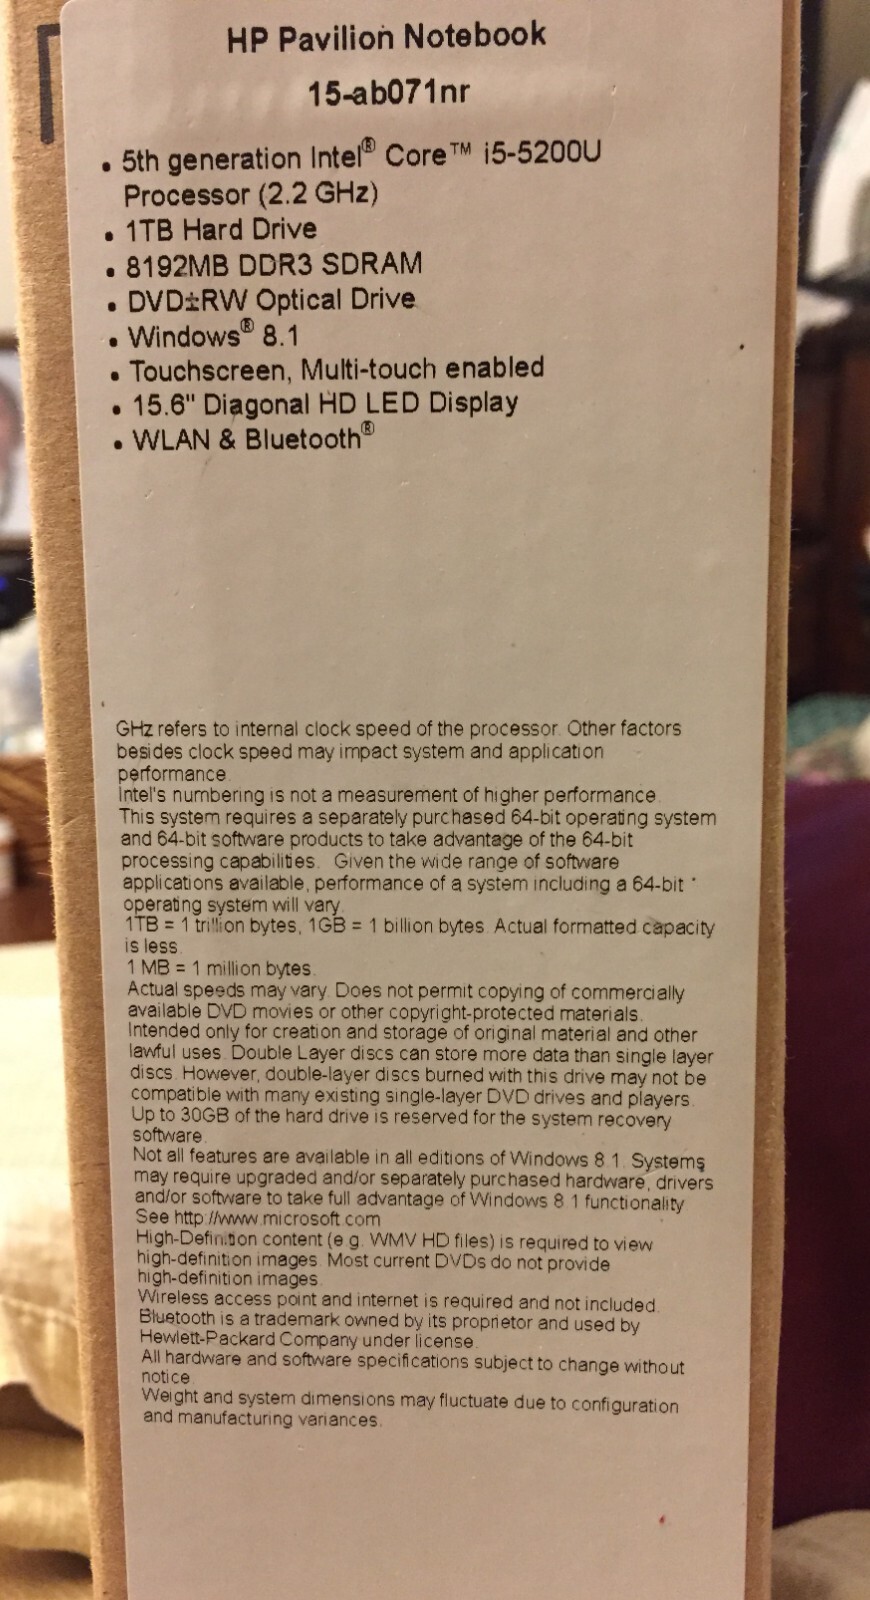 HP Pavilion Notebook
15-ab071nr
• 5th generation Intel® Core™ i5-5200U
Processor (2.2 GHz)
• 1TB Hard Drive
• 8192MB DDR3 SDRAM
• DVD±RW Optical Drive
• Windows® 8.1
• Touchscreen, Multi-touch enabled
• 15.6" Diagonal HD LED Display
• WLAN & Bluetooth®
GHz refers to internal clock speed of the processor. Other factors
besides clock speed may impact system and application
performance.
Intel's numbering is not a measurement of higher performance.
This system requires a separately purchased 64-bit operating system
and 64-bit software products to take advantage of the 64-bit
processing capabilities. Given the wide range of software
applications available, performance of a system including a 64-bit
operating system will vary.
1TB = 1 trillion bytes, 1GB = 1 billion bytes. Actual formatted capacity
is less.
1 MB = 1 million bytes.
Actual speeds may vary. Does not permit copying of commercially
available DVD movies or other copyright-protected materials.
Intended only for creation and storage of original material and other
lawful uses. Double Layer discs can store more data than single layer
discs. However, double-layer discs burned with this drive may not be
compatible with many existing single-layer DVD drives and players.
Up to 30GB of the hard drive is reserved for the system recovery
software.
Not all features are available in all editions of Windows 8.1. Systems
may require upgraded and/or separately purchased hardware, drivers
and/or software to take full advantage of Windows 8.1 functionality.
See http://www.microsoft.com
High-Definition content (e.g. WMV HD files) is required to view
high-definition images. Most current DVDs do not provide
high-definition images.
Wireless access point and internet is required and not included.
Bluetooth is a trademark owned by its proprietor and used by
Hewlett-Packard Company under license.
All hardware and software specifications subject to change without
notice.
Weight and system dimensions may fluctuate due to configuration
and manufacturing variances.